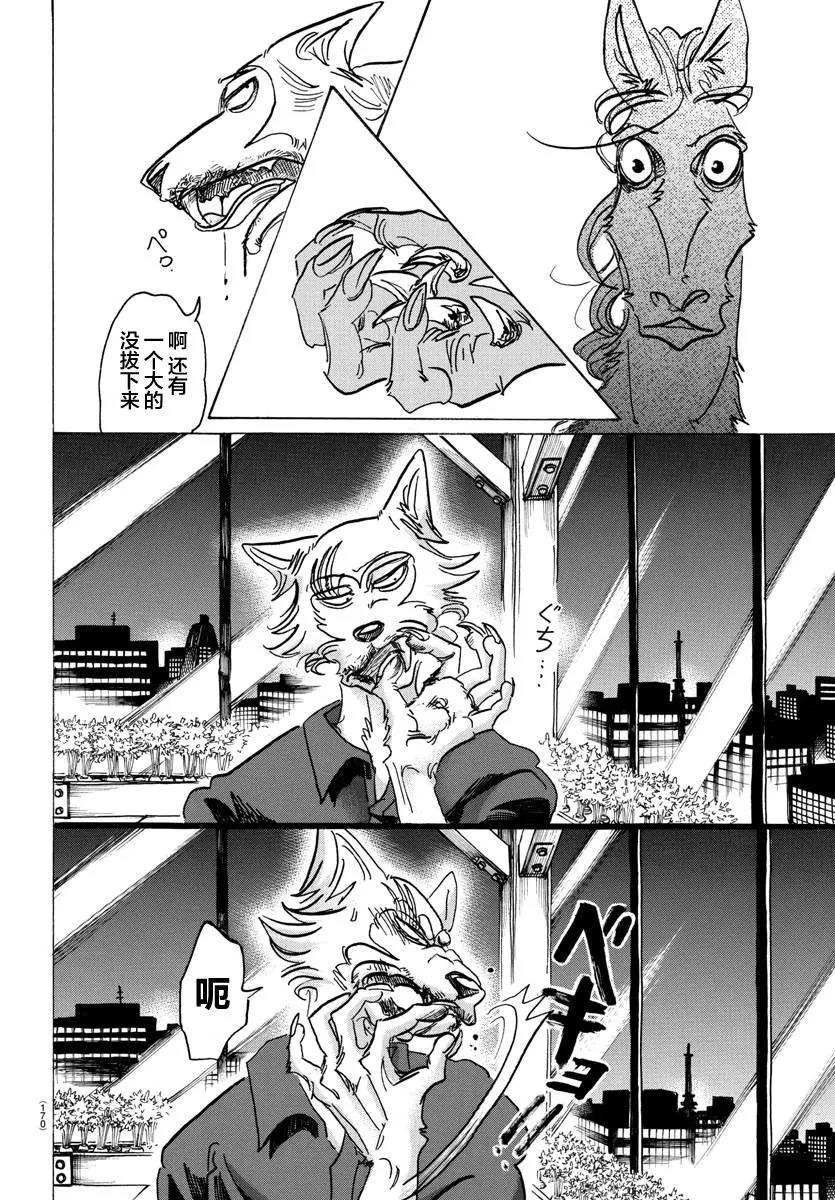 ペっ
啊 还有
一个大的
没拔下来
ぐち…
呃
ベキョ
(170)